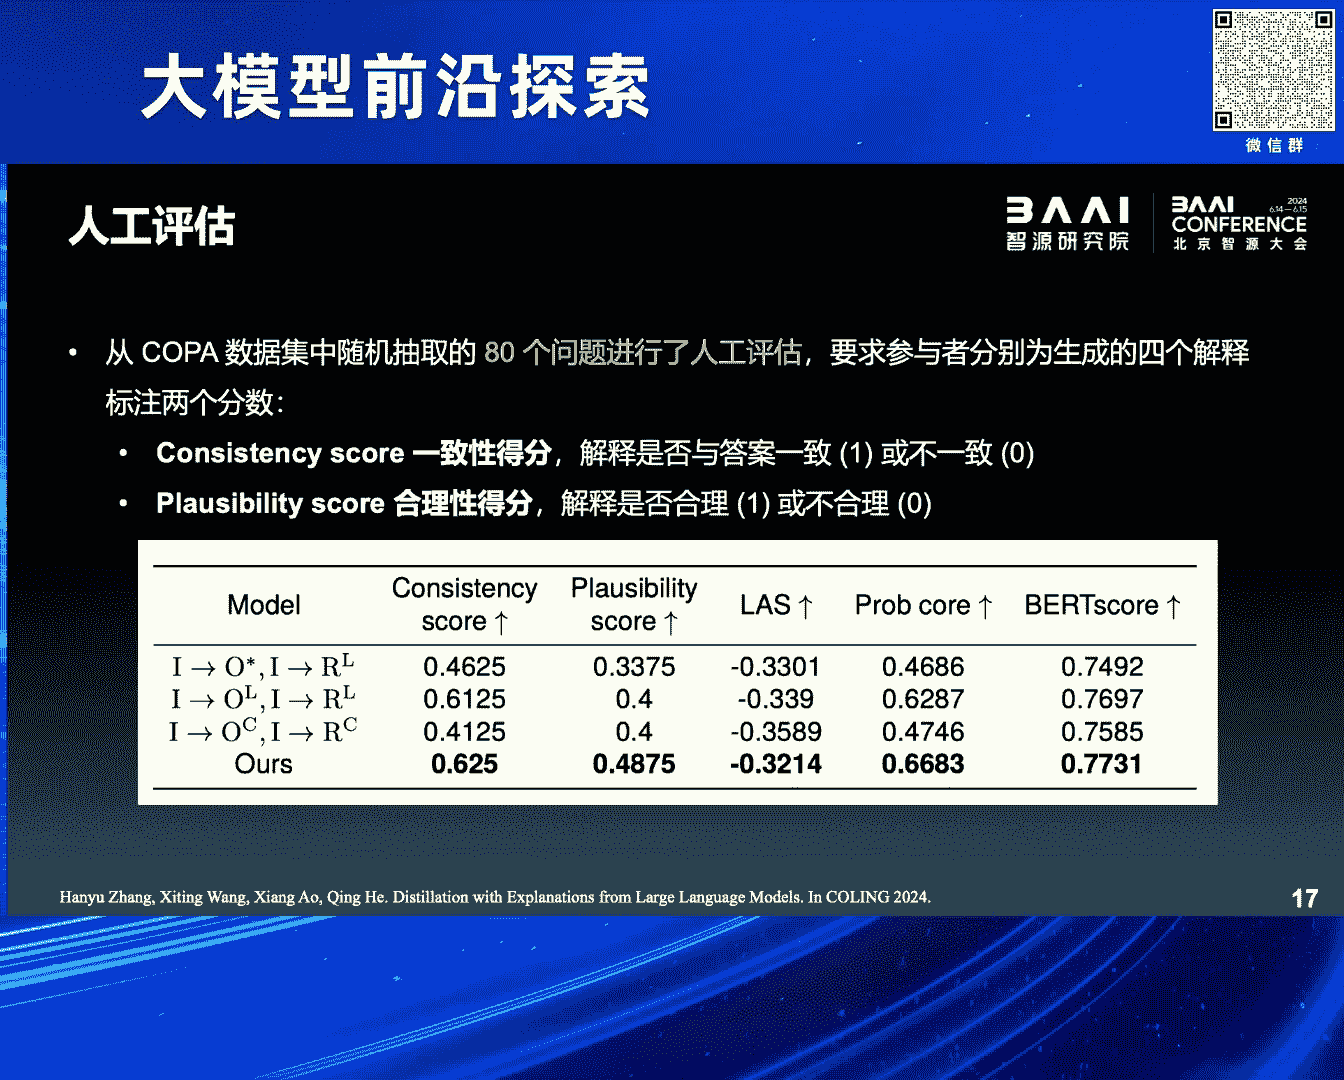 大模型前沿探索
微信群
人工评估
BAAI
智源研究院
BAAI 2024
6.14-6.15
CONFERENCE
北京智源大会
• 从 COPA 数据集中随机抽取的 80 个问题进行了人工评估，要求参与者分别为生成的四个解释
标注两个分数：
• Consistency score 一致性得分，解释是否与答案一致 (1) 或不一致 (0)
• Plausibility score 合理性得分，解释是否合理 (1) 或不合理 (0)
Model Consistency score ↑ Plausibility score ↑ LAS ↑ Prob core ↑ BERTscore ↑
I → O*, I → R^L 0.4625 0.3375 -0.3301 0.4686 0.7492
I → O^L, I → R^L 0.6125 0.4 -0.339 0.6287 0.7697
I → O^C, I → R^C 0.4125 0.4 -0.3589 0.4746 0.7585
Ours 0.625 0.4875 -0.3214 0.6683 0.7731
Hanyu Zhang, Xiting Wang, Xiang Ao, Qing He. Distillation with Explanations from Large Language Models. In COLING 2024.
17